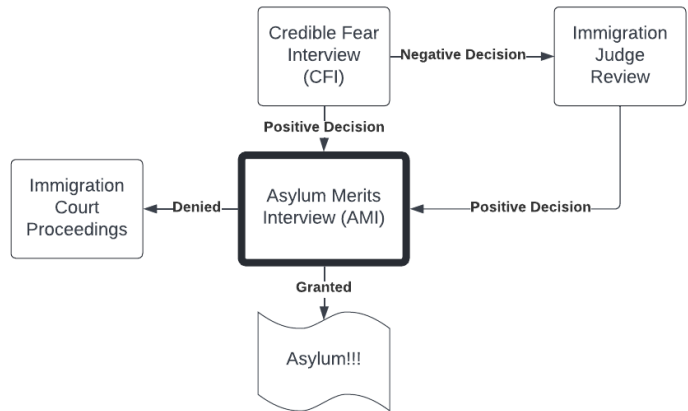 Credible Fear
Interview
(CFI)
Negative Decision
Immigration
Judge
Review
Positive Decision
Immigration
Court
Proceedings
Denied
Asylum Merits
Interview (AMI)
Positive Decision
Granted
Asylum!!!